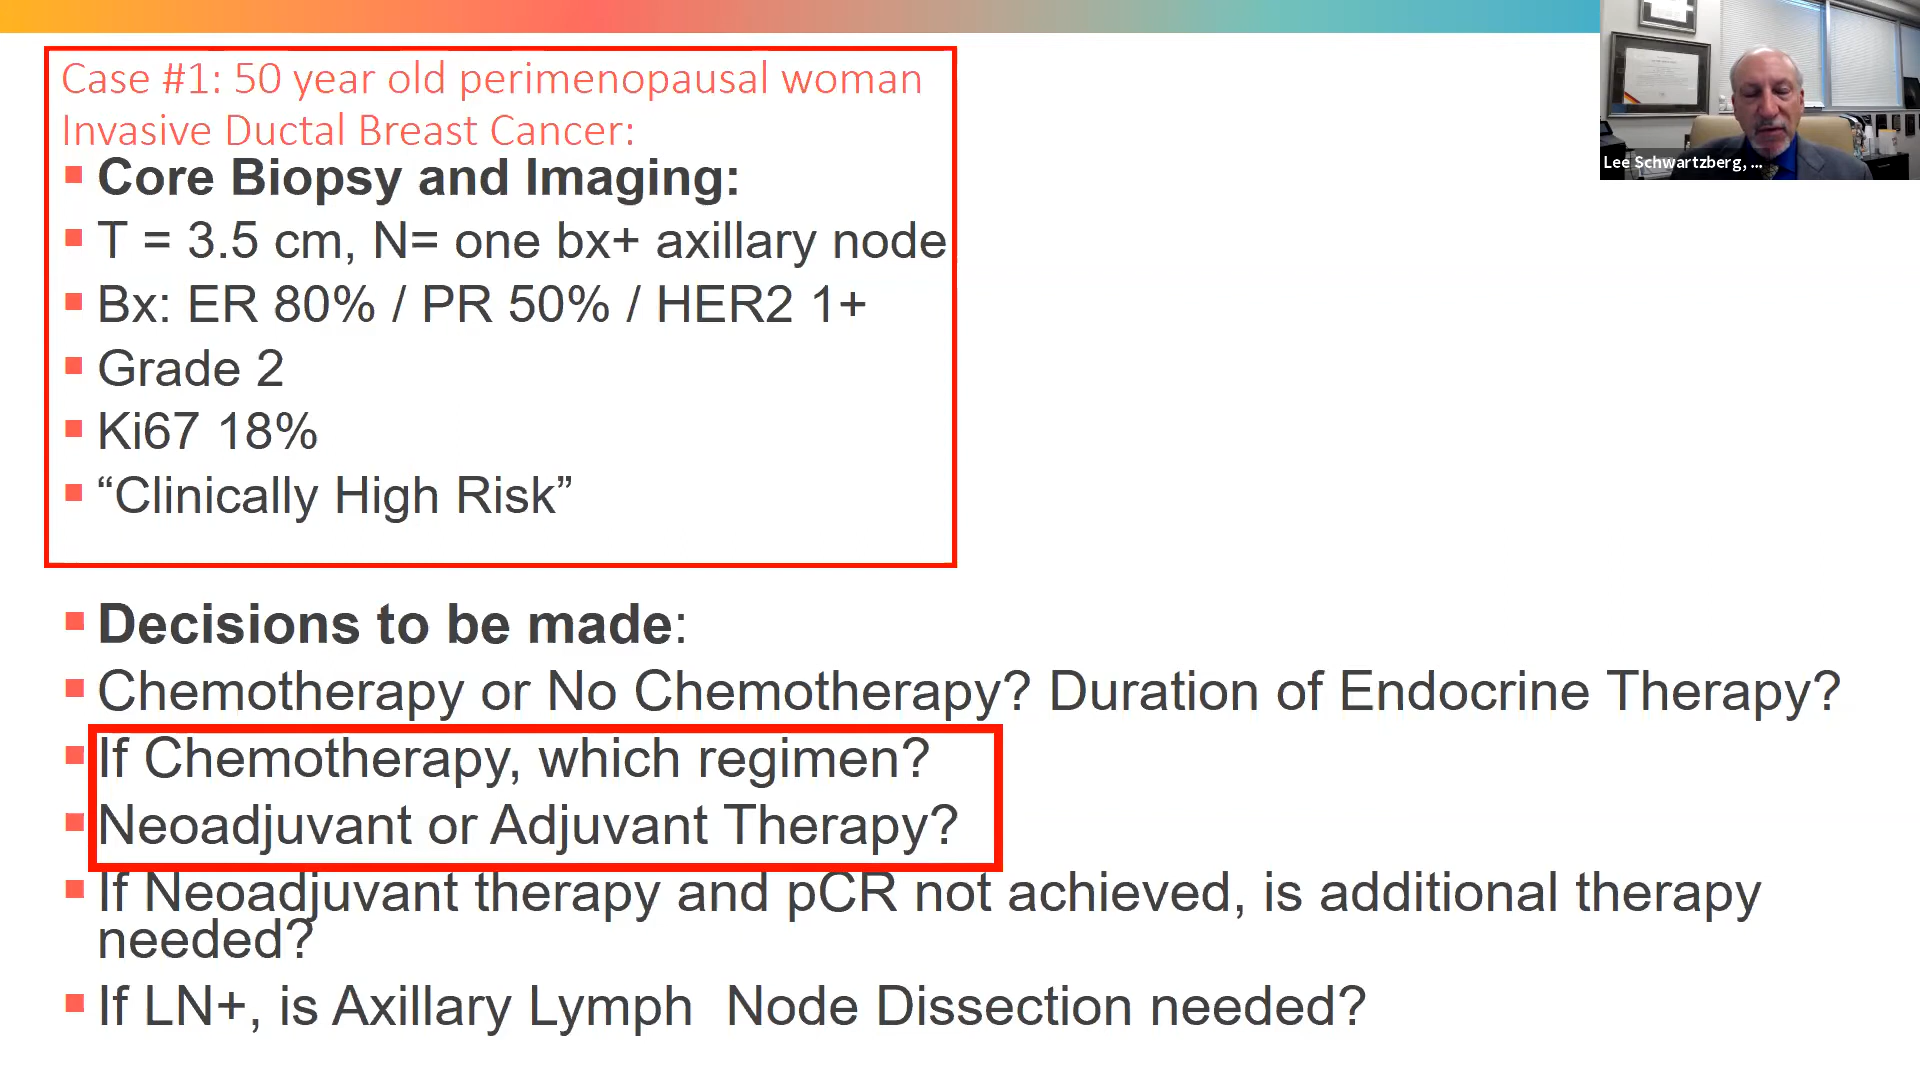 Case #1: 50 year old perimenopausal woman
Invasive Ductal Breast Cancer:
Core Biopsy and Imaging:
T = 3.5 cm, N= one bx+ axillary node
Bx: ER 80% / PR 50% / HER2 1+
Grade 2
Ki67 18%
“Clinically High Risk”
Decisions to be made:
Chemotherapy or No Chemotherapy? Duration of Endocrine Therapy?
If Chemotherapy, which regimen?
Neoadjuvant or Adjuvant Therapy?
If Neoadjuvant therapy and pCR not achieved, is additional therapy
needed?
If LN+, is Axillary Lymph  Node Dissection needed?
Lee Schwartzberg, ...